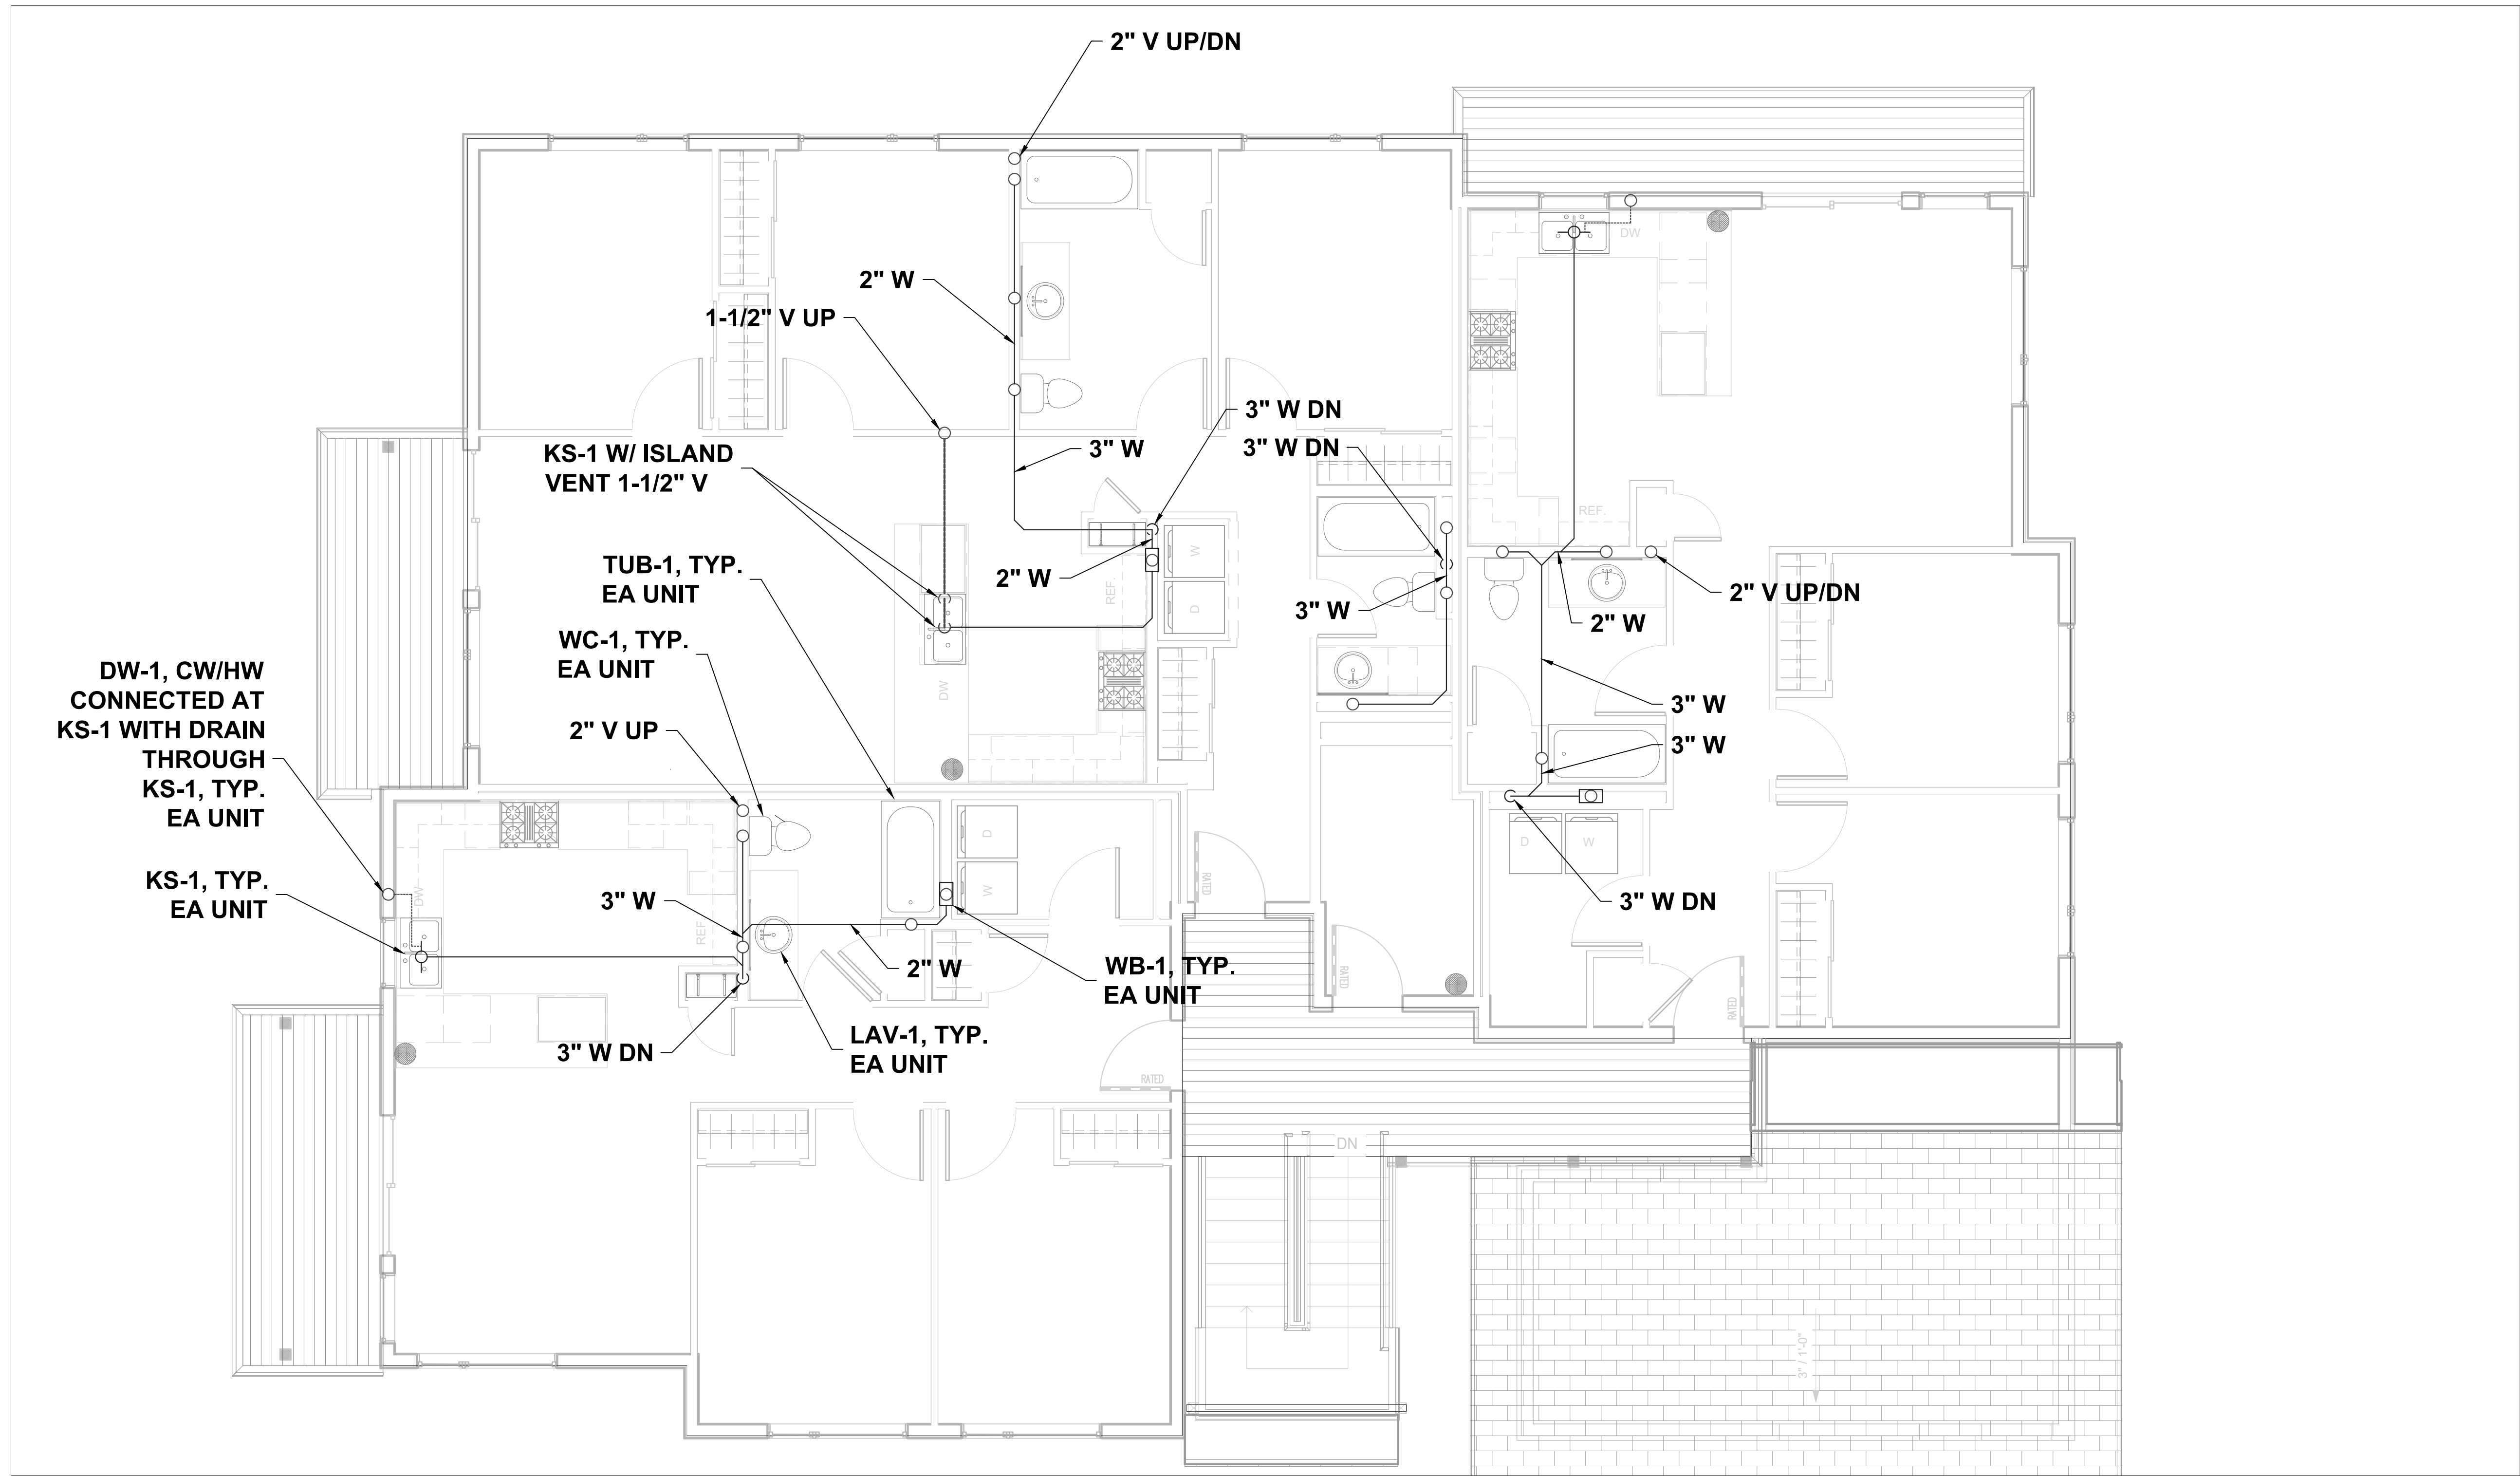 2" V UP/DN
2" W
1-1/2" V UP
DW
3" W DN
3" W DN
3" W
KS-1 W/ ISLAND
VENT 1-1/2" V
REF.
W
2" W
TUB-1, TYP.
EA UNIT
REF.
D
3" W
2" V UP/DN
2" W
WC-1, TYP.
EA UNIT
DW
DW-1, CW/HW
CONNECTED AT
KS-1 WITH DRAIN
THROUGH
KS-1, TYP.
EA UNIT
2" V UP
3" W
3" W
D
D
W
KS-1, TYP.
EA UNIT
DW
W
RATED
3" W
3" W DN
REF.
2" W
WB-1, TYP.
EA UNIT
RATED
RATED
3" W DN
LAV-1, TYP.
EA UNIT
RATED
DN
3" / 1'-0"